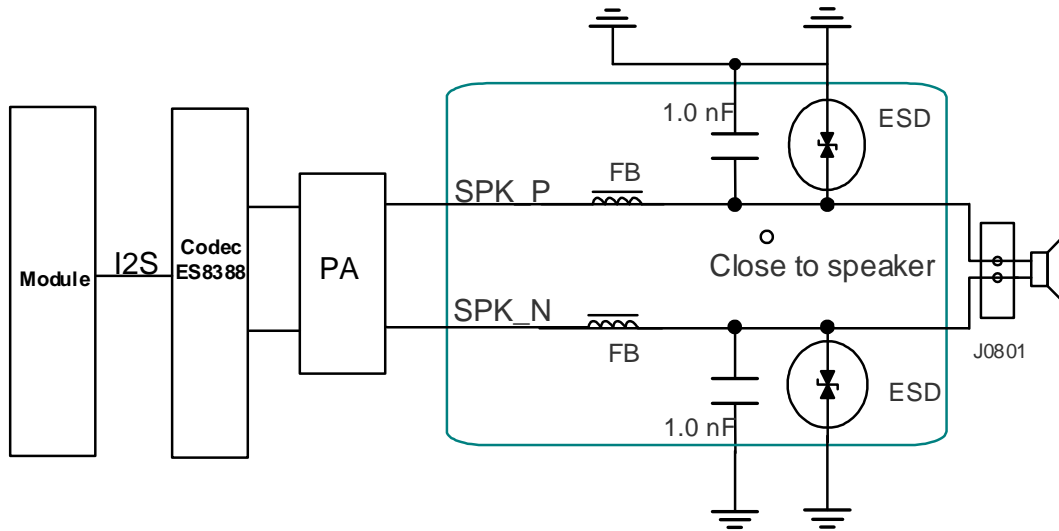 1.0 nF
ESD
FB
SPK_P
Module
I2S
Codec
ES8388
PA
Close to speaker
SPK_N
FB
J0801
ESD
1.0 nF